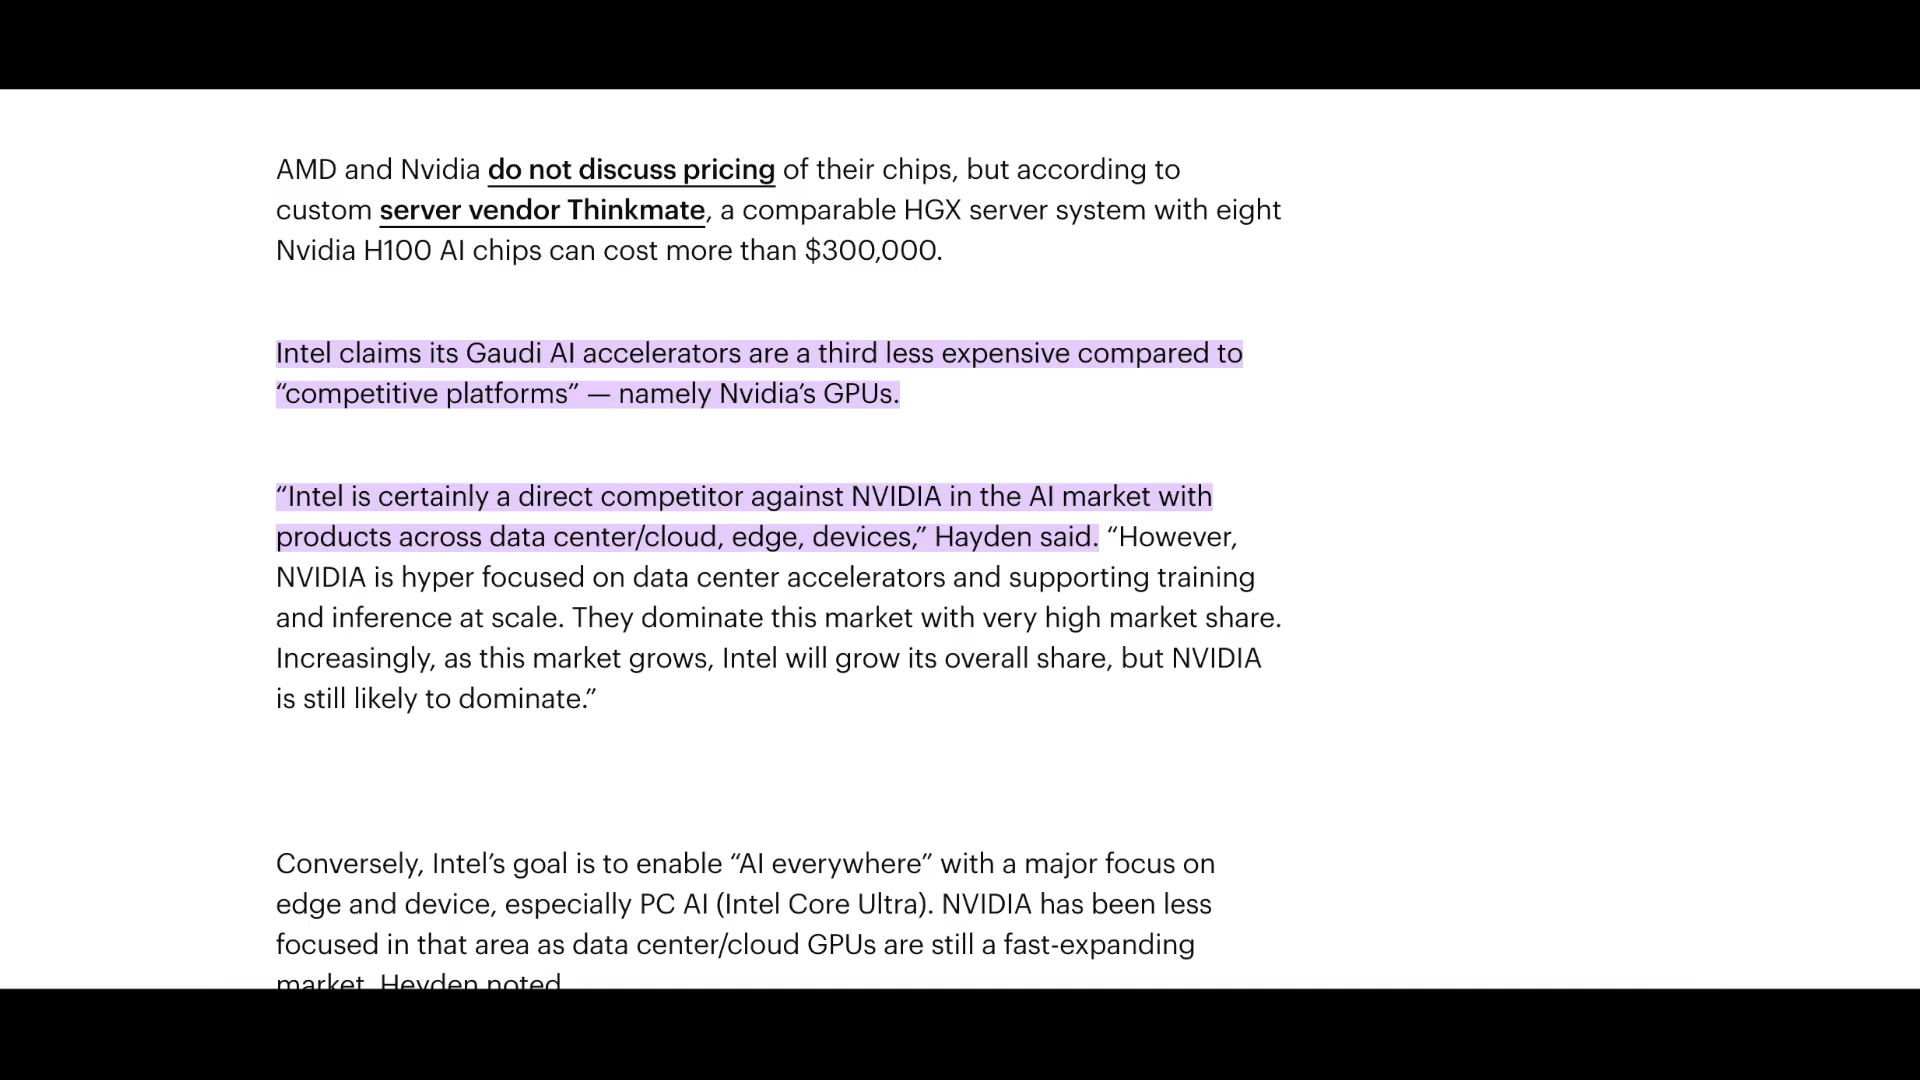 AMD and Nvidia do not discuss pricing of their chips, but according to
custom server vendor Thinkmate, a comparable HGX server system with eight
Nvidia H100 AI chips can cost more than $300,000.
Intel claims its Gaudi AI accelerators are a third less expensive compared to
“competitive platforms” — namely Nvidia’s GPUs.
“Intel is certainly a direct competitor against NVIDIA in the AI market with
products across data center/cloud, edge, devices,” Hayden said. “However,
NVIDIA is hyper focused on data center accelerators and supporting training
and inference at scale. They dominate this market with very high market share.
Increasingly, as this market grows, Intel will grow its overall share, but NVIDIA
is still likely to dominate.”
Conversely, Intel’s goal is to enable “AI everywhere” with a major focus on
edge and device, especially PC AI (Intel Core Ultra). NVIDIA has been less
focused in that area as data center/cloud GPUs are still a fast-expanding
market, Heyden noted